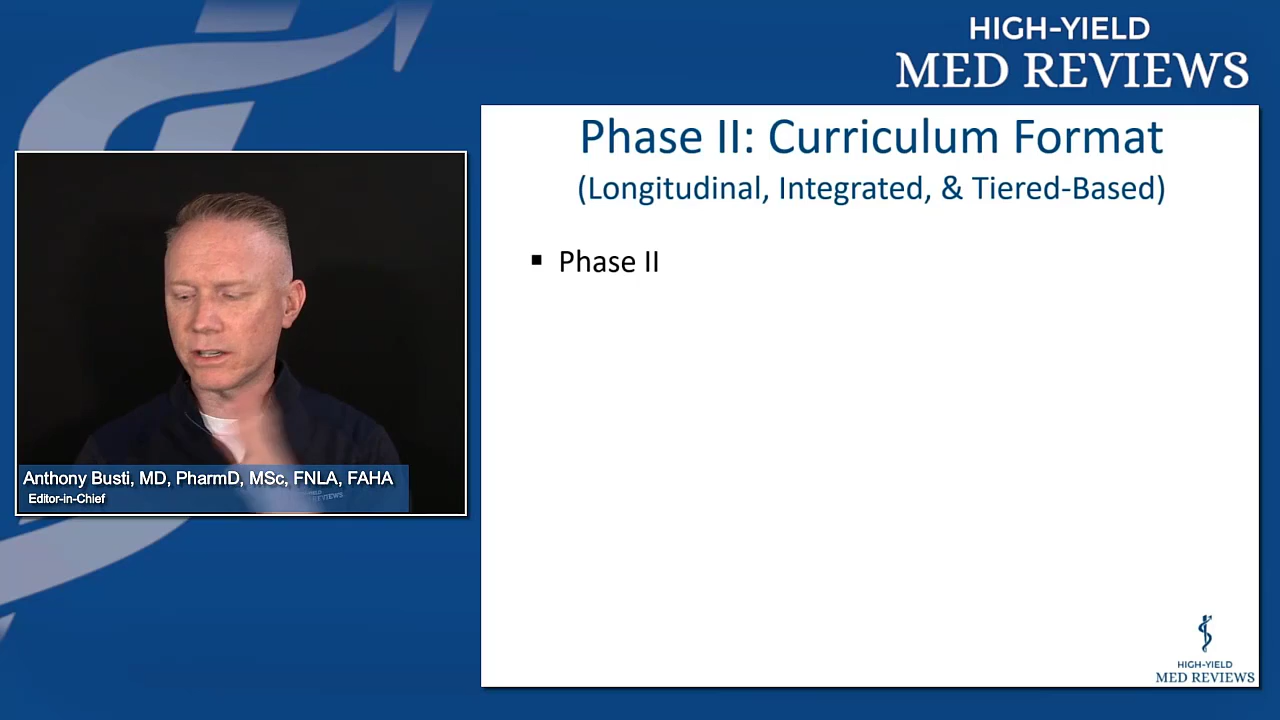 HIGH-YIELD
MED REVIEWS
Phase II: Curriculum Format
(Longitudinal, Integrated, & Tiered-Based)
▪ Phase II
Anthony Busti, MD, PharmD, MSc, FNLA, FAHA
Editor-in-Chief
HIGH-YIELD
MED REVIEWS